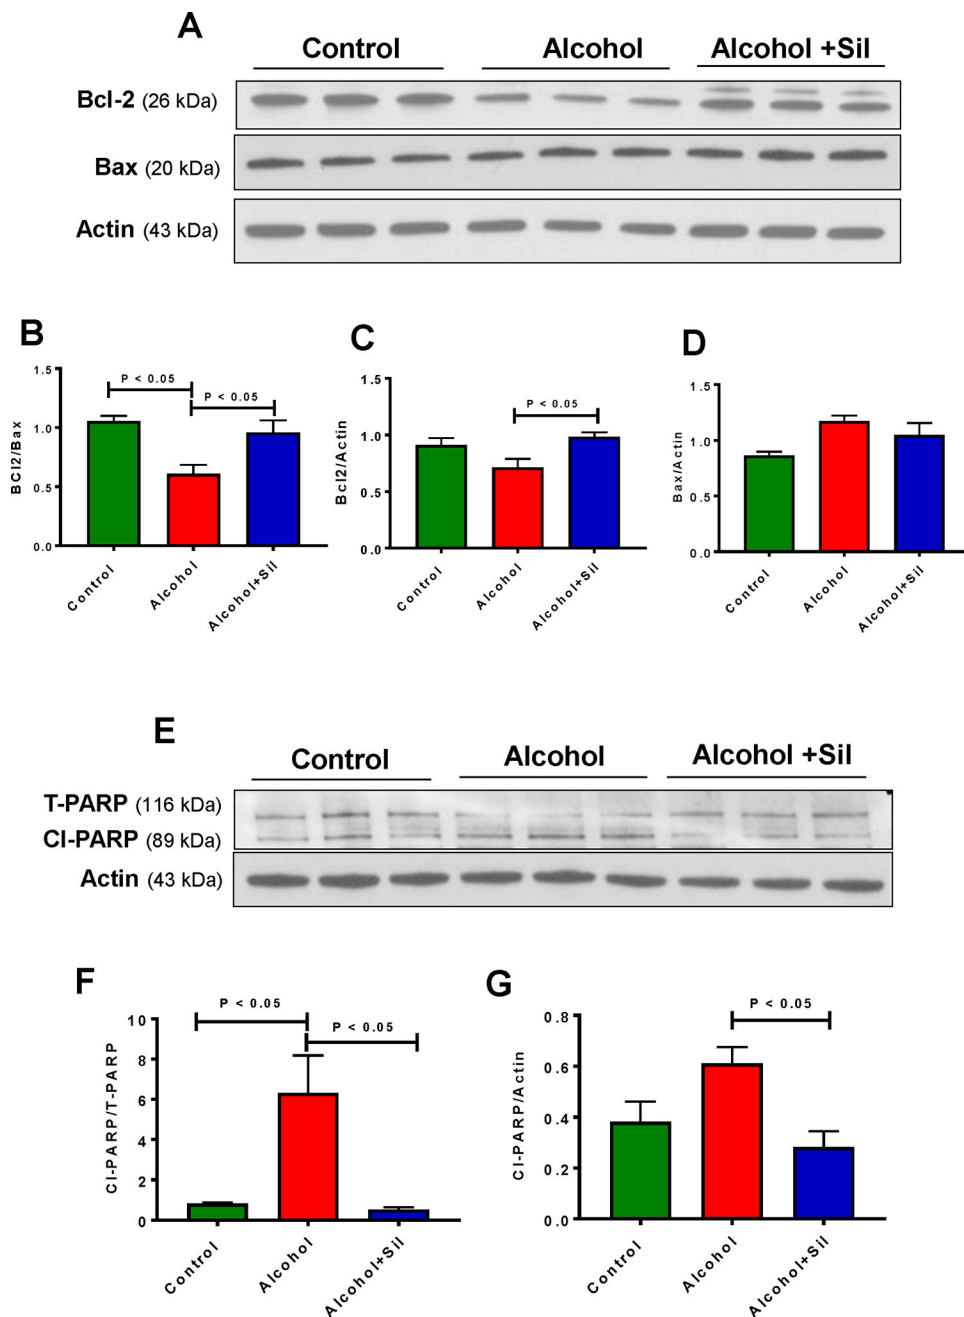 A
Control Alcohol Alcohol +Sil
Bcl-2 (26 kDa)
Bax (20 kDa)
Actin (43 kDa)
B
P < 0.05
P < 0.05
BCl2/Bax
1.5
1.0
0.5
0.0
Control
Alcohol
Alcohol+Sil
C
P < 0.05
Bcl2/Actin
1.5
1.0
0.5
0.0
Control
Alcohol
Alcohol+Sil
D
Bax/Actin
1.5
1.0
0.5
0.0
Control
Alcohol
Alcohol+Sil
E
Control Alcohol Alcohol +Sil
T-PARP (116 kDa)
Cl-PARP (89 kDa)
Actin (43 kDa)
F
P < 0.05
P < 0.05
Cl-PARP/T-PARP
10
8
6
4
2
0
Control
Alcohol
Alcohol+Sil
G
P < 0.05
Cl-PARP/Actin
0.8
0.6
0.4
0.2
0.0
Control
Alcohol
Alcohol+Sil